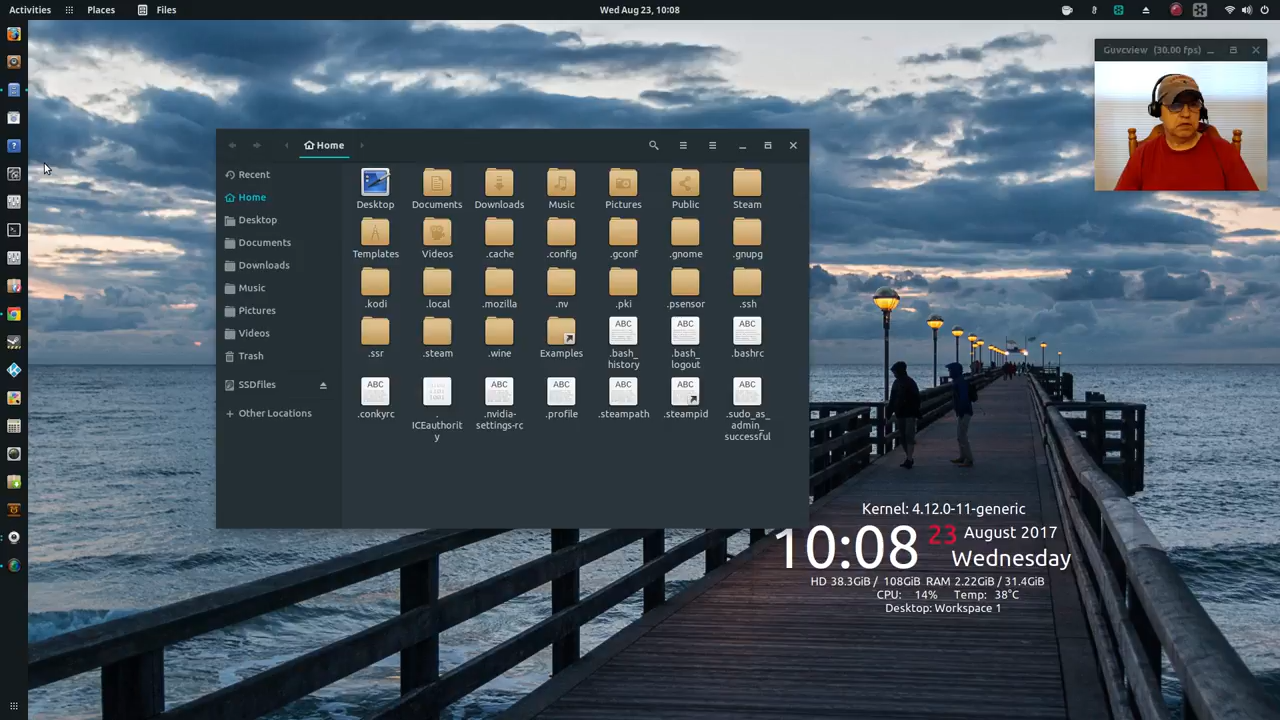 Activities Places Files Wed Aug 23, 10:08
Guvcview (30.00 fps)
Home
Recent
Home
Desktop
Documents
Downloads
Music
Pictures
Videos
Trash
SSDfiles
Other Locations
Desktop Documents Downloads Music Pictures Public Steam
Templates Videos .cache .config .gconf .gnome .gnupg
.kodi .local .mozilla .nv .pki .psensor .ssh
.ssr .steam .wine Examples .bash_history .bash_logout .bashrc
.conkyrc .ICEauthority .nvidia-settings-rc .profile .steampath .steampid .sudo_as_admin_successful
Kernel: 4.12.0-11-generic
10:08 23 August 2017
Wednesday
HD 38.3GiB / 108GiB RAM 2.22GiB / 31.4GiB
CPU: 14% Temp: 38°C
Desktop: Workspace 1